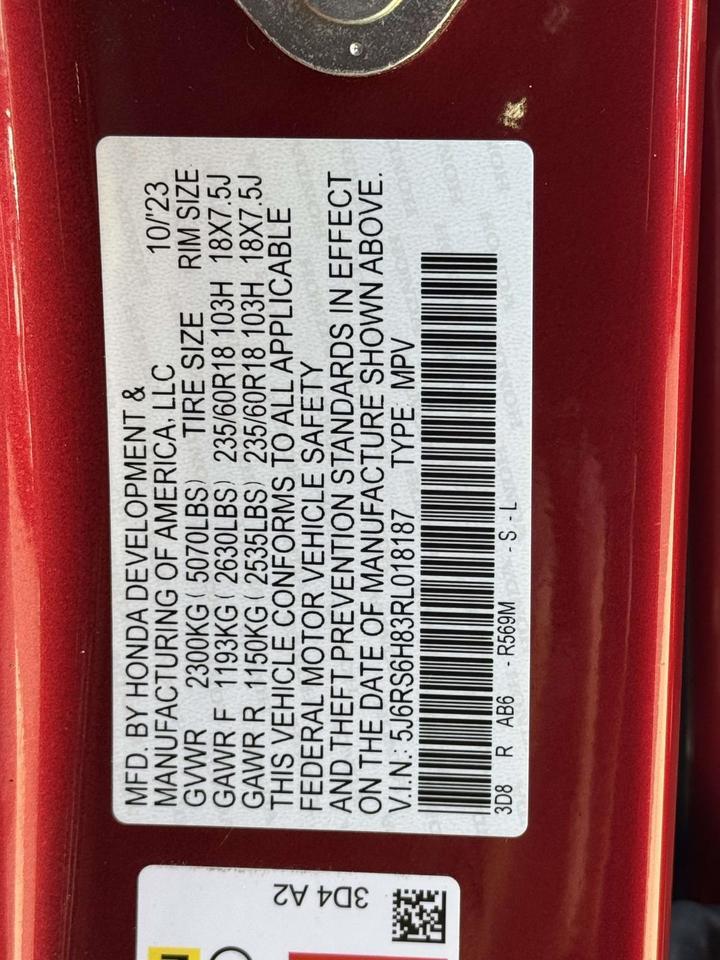 MFD. BY HONDA DEVELOPMENT &
MANUFACTURING OF AMERICA, LLC 10/'23
GVWR 2300KG (5070LBS) TIRE SIZE RIM SIZE
GAWR F 1193KG (2630LBS) 235/60R18 103H 18X7.5J
GAWR R 1150KG (2535LBS) 235/60R18 103H 18X7.5J
THIS VEHICLE CONFORMS TO ALL APPLICABLE
FEDERAL MOTOR VEHICLE SAFETY
AND THEFT PREVENTION STANDARDS IN EFFECT
ON THE DATE OF MANUFACTURE SHOWN ABOVE.
V.I.N.: 5J6RS6H83RL018187 TYPE MPV
3D8 R AB6 -R569M -S-L
3D4 A2